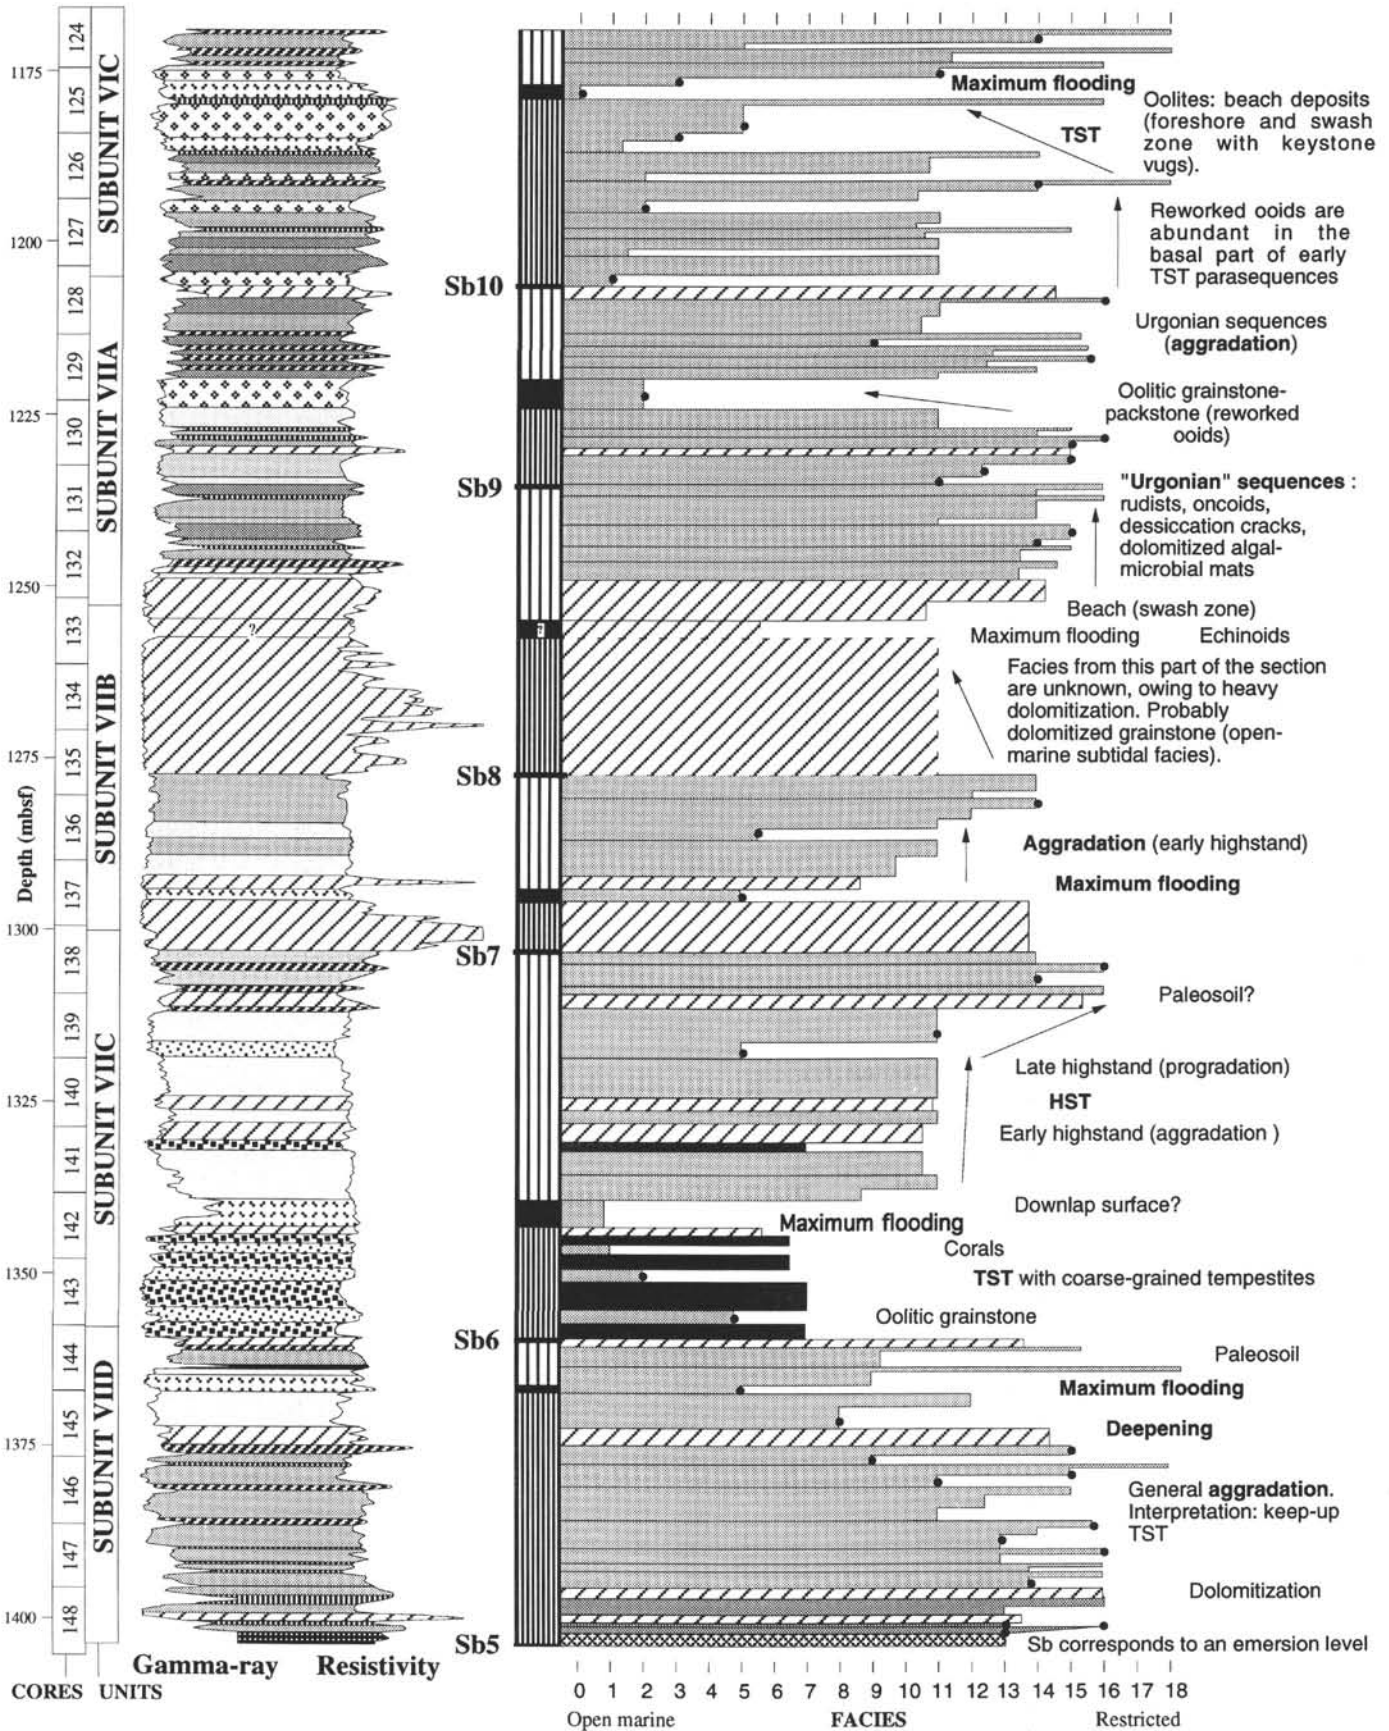 124
125
126
127
128
129
130
131
132
133
134
135
136
137
138
139
140
141
142
143
144
145
146
147
148
1175
1200
1225
1250
1275
1300
1325
1350
1375
1400
Depth (mbsf)
SUBUNIT VIC
SUBUNIT VIIA
SUBUNIT VIIB
SUBUNIT VIIC
SUBUNIT VIID
?
Sb10
Sb9
Sb8
Sb7
Sb6
Sb5
Maximum flooding
Oolites: beach deposits
(foreshore and swash
zone with keystone
vugs).
TST
Reworked ooids are
abundant in the
basal part of early
TST parasequences
Urgonian sequences
(aggradation)
Oolitic grainstone-
packstone (reworked
ooids)
"Urgonian" sequences :
rudists, oncoids,
dessiccation cracks,
dolomitized algal-
microbial mats
Beach (swash zone)
Maximum flooding Echinoids
Facies from this part of the section
are unknown, owing to heavy
dolomitization. Probably
dolomitized grainstone (open-
marine subtidal facies).
Aggradation (early highstand)
Maximum flooding
Paleosoil?
Late highstand (progradation)
HST
Early highstand (aggradation )
Downlap surface?
Maximum flooding
Corals
TST with coarse-grained tempestites
Oolitic grainstone
Paleosoil
Maximum flooding
Deepening
General aggradation.
Interpretation: keep-up
TST
Dolomitization
Sb corresponds to an emersion level
Gamma-ray Resistivity
CORES UNITS
0 1 2 3 4 5 6 7 8 9 10 11 12 13 14 15 16 17 18
Open marine FACIES Restricted